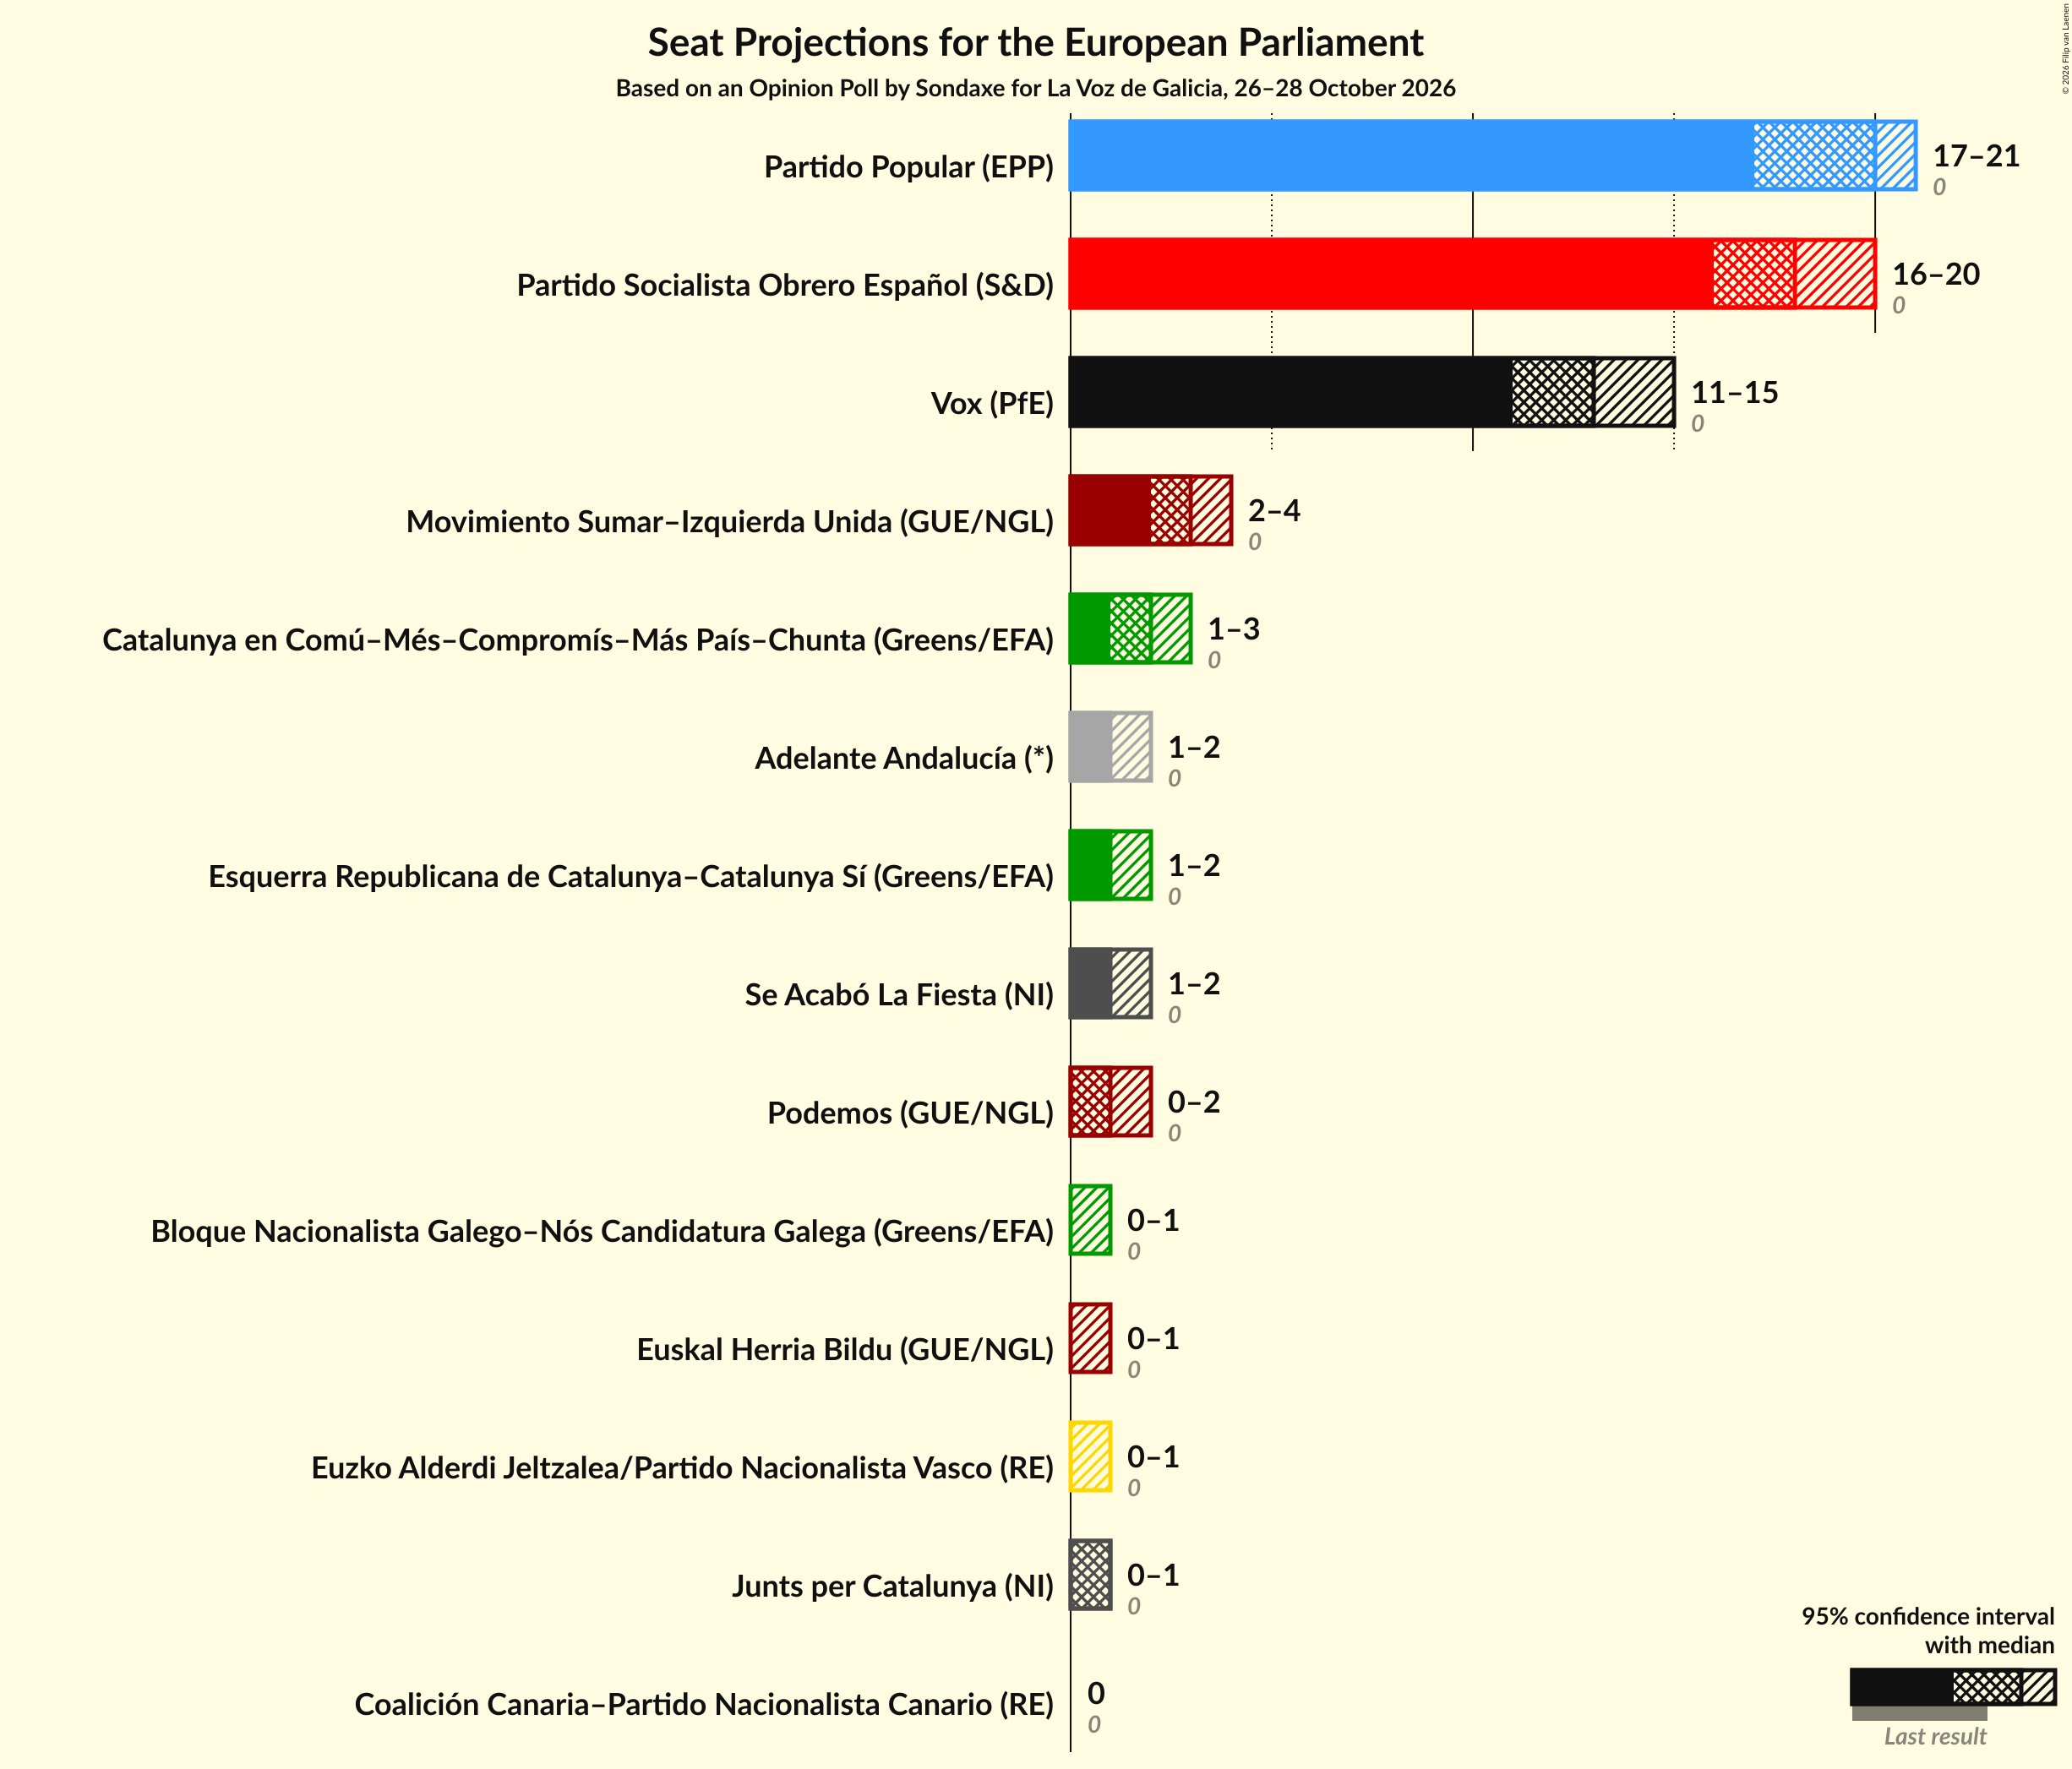 Seat Projections for the European Parliament
Based on an Opinion Poll by Sondaxe for La Voz de Galicia, 26–28 October 2026
© 2026 Filip van Laenen
Partido Popular (EPP)
17–21
0
Partido Socialista Obrero Español (S&D)
16–20
0
Vox (PfE)
11–15
0
Movimiento Sumar–Izquierda Unida (GUE/NGL)
2–4
0
Catalunya en Comú–Més–Compromís–Más País–Chunta (Greens/EFA)
1–3
0
Adelante Andalucía (*)
1–2
0
Esquerra Republicana de Catalunya–Catalunya Sí (Greens/EFA)
1–2
0
Se Acabó La Fiesta (NI)
1–2
0
Podemos (GUE/NGL)
0–2
0
Bloque Nacionalista Galego–Nós Candidatura Galega (Greens/EFA)
0–1
0
Euskal Herria Bildu (GUE/NGL)
0–1
0
Euzko Alderdi Jeltzalea/Partido Nacionalista Vasco (RE)
0–1
0
Junts per Catalunya (NI)
0–1
0
Coalición Canaria–Partido Nacionalista Canario (RE)
0
0
95% confidence interval
with median
Last result